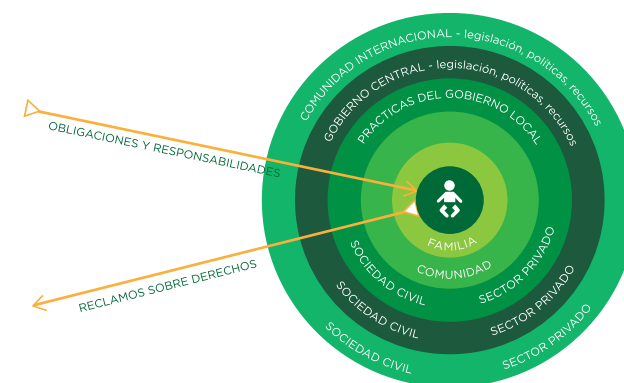 COMUNIDAD INTERNACIONAL - legislación, políticas, recursos
GOBIERNO CENTRAL - legislación, políticas, recursos
PRACTICAS DEL GOBIERNO LOCAL
OBLIGACIONES Y RESPONSABILIDADES
RECLAMOS SOBRE DERECHOS
FAMILIA
COMUNIDAD
SOCIEDAD CIVIL
SECTOR PRIVADO
SOCIEDAD CIVIL
SECTOR PRIVADO
SOCIEDAD CIVIL
SECTOR PRIVADO